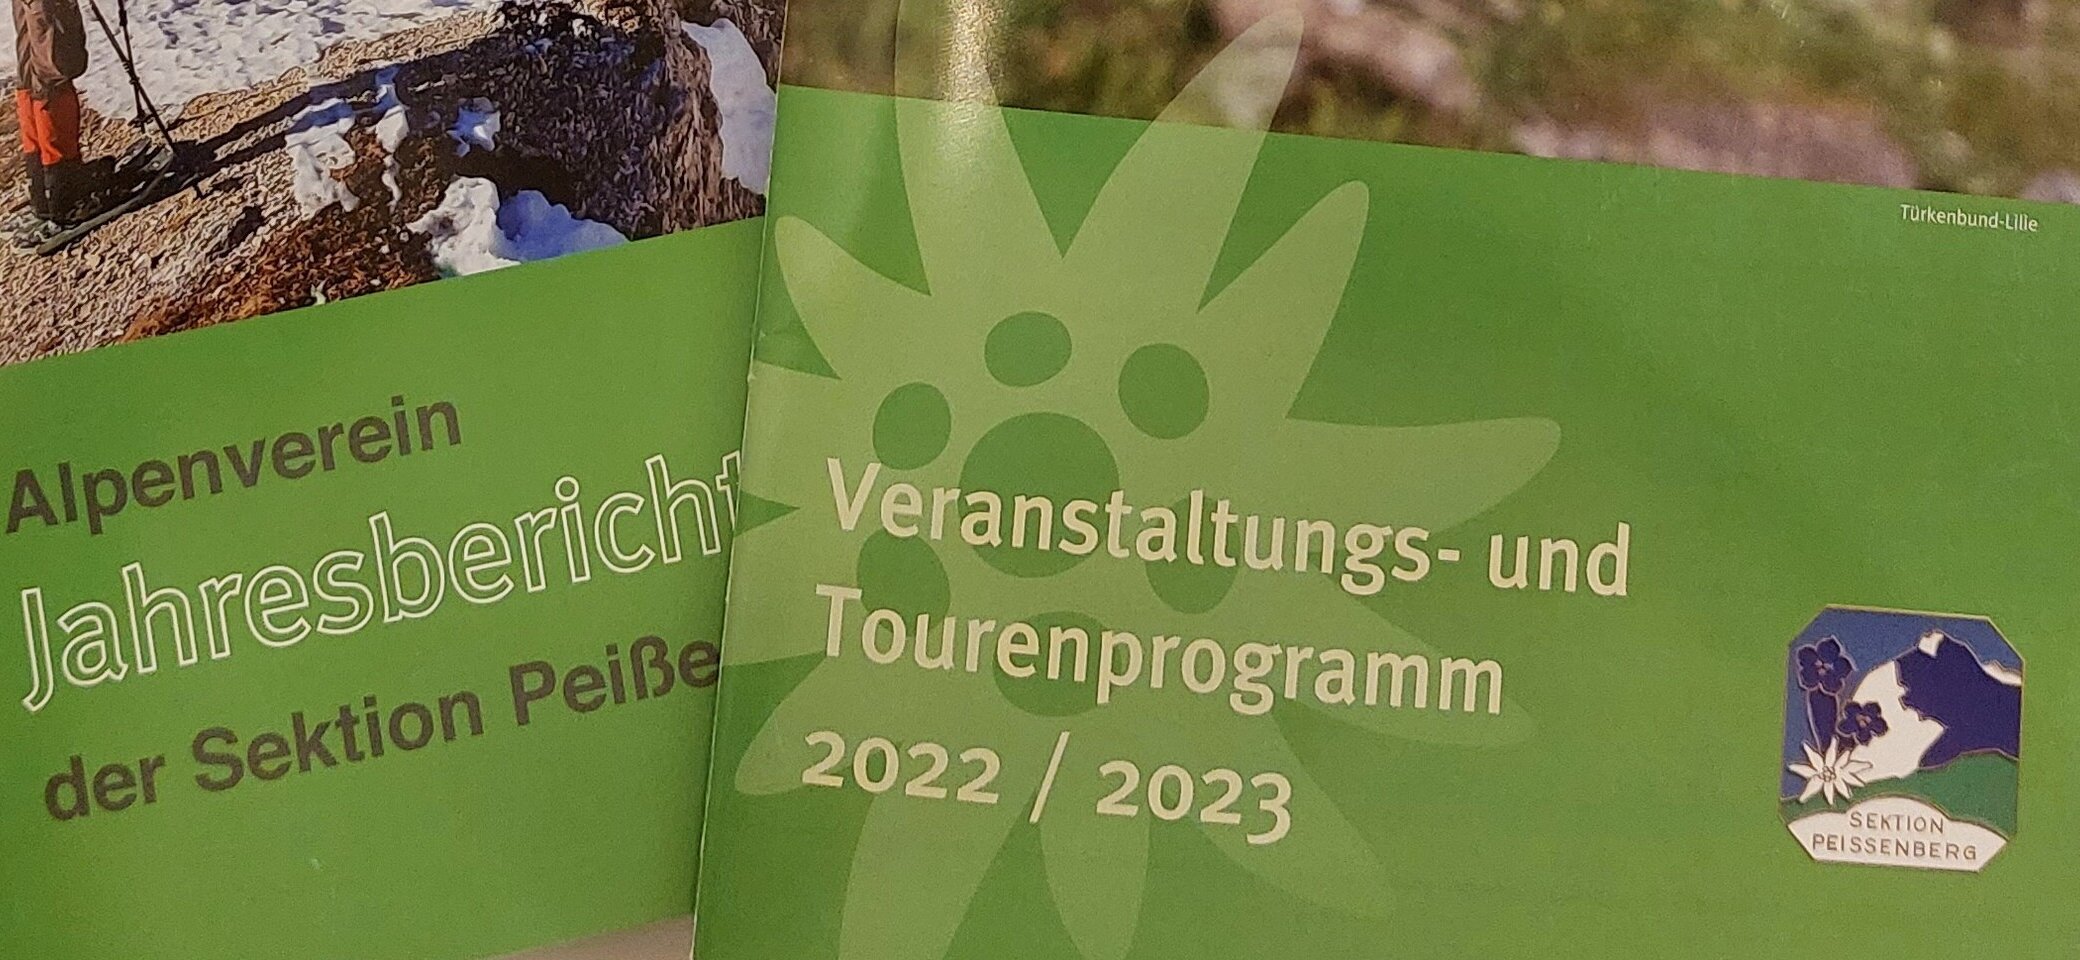 Alpenverein
Jahresbericht
der Sektion Peiße
Türkenbund-Lilie
Veranstaltungs- und
Tourenprogramm
2022 / 2023
SEKTION
PEISSENBERG